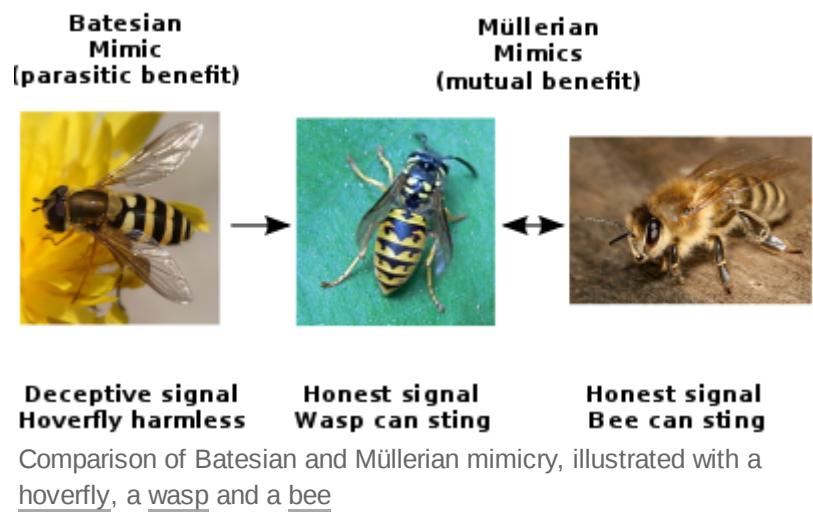 Batesian
Mimic
(parasitic benefit)
Müllerian
Mimics
(mutual benefit)
Deceptive signal
Hoverfly harmless
Honest signal
Wasp can sting
Honest signal
Bee can sting
Comparison of Batesian and Müllerian mimicry, illustrated with a
hoverfly, a wasp and a bee